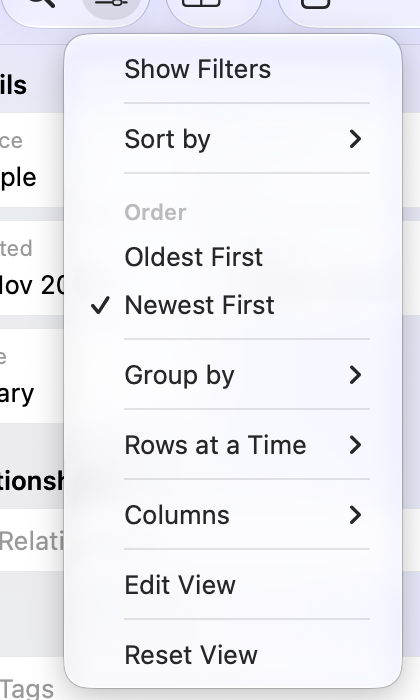 ils
Show Filters
ce
Sort by
ple
Order
ted
Oldest First
Nov 20
Newest First
e
Group by
ary
Rows at a Time
tionsh
Columns
Relati
Edit View
Reset View
Tags